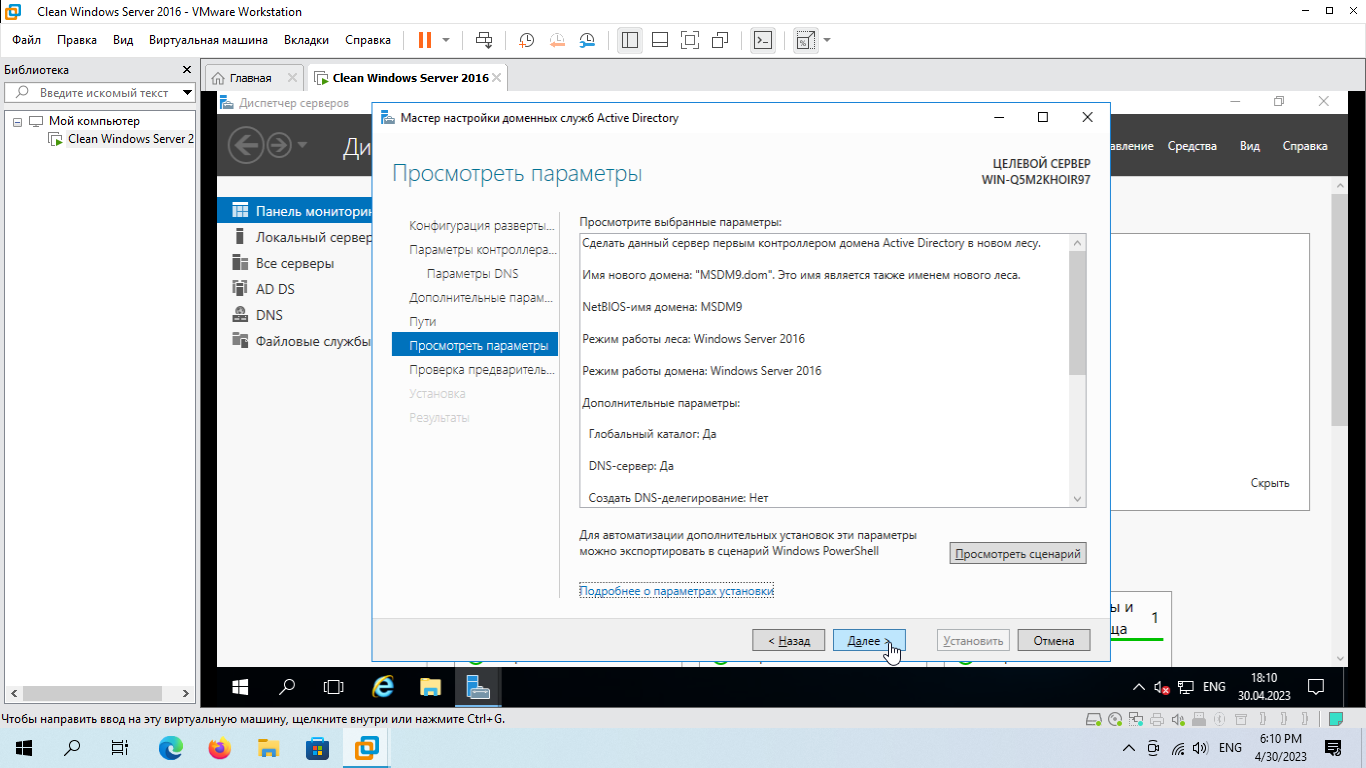 Clean Windows Server 2016 - VMware Workstation
Файл Правка Вид Виртуальная машина Вкладки Справка
Библиотека
Введите искомый текст
Мой компьютер
Clean Windows Server 2
Главная
Clean Windows Server 2016
Диспетчер серверов
Ди
авление Средства Вид Справка
Панель мониторин
Локальный сервер
Все серверы
AD DS
DNS
Файловые службы
Мастер настройки доменных служб Active Directory
Просмотреть параметры
ЦЕЛЕВОЙ СЕРВЕР
WIN-Q5M2KHOIR97
Конфигурация разверты...
Параметры контроллера...
Параметры DNS
Дополнительные парам...
Пути
Просмотреть параметры
Проверка предваритель...
Установка
Результаты
Просмотрите выбранные параметры:
Сделать данный сервер первым контроллером домена Active Directory в новом лесу.
Имя нового домена: "MSDM9.dom". Это имя является также именем нового леса.
NetBIOS-имя домена: MSDM9
Режим работы леса: Windows Server 2016
Режим работы домена: Windows Server 2016
Дополнительные параметры:
Глобальный каталог: Да
DNS-сервер: Да
Создать DNS-делегирование: Нет
Для автоматизации дополнительных установок эти параметры
можно экспортировать в сценарий Windows PowerShell
Просмотреть сценарий
Подробнее о параметрах установки
< Назад Далее > Установить Отмена
Скрыть
ы и
ща
1
ENG
18:10
30.04.2023
Чтобы направить ввод на эту виртуальную машину, щелкните внутри или нажмите Ctrl+G.
ENG
6:10 PM
4/30/2023